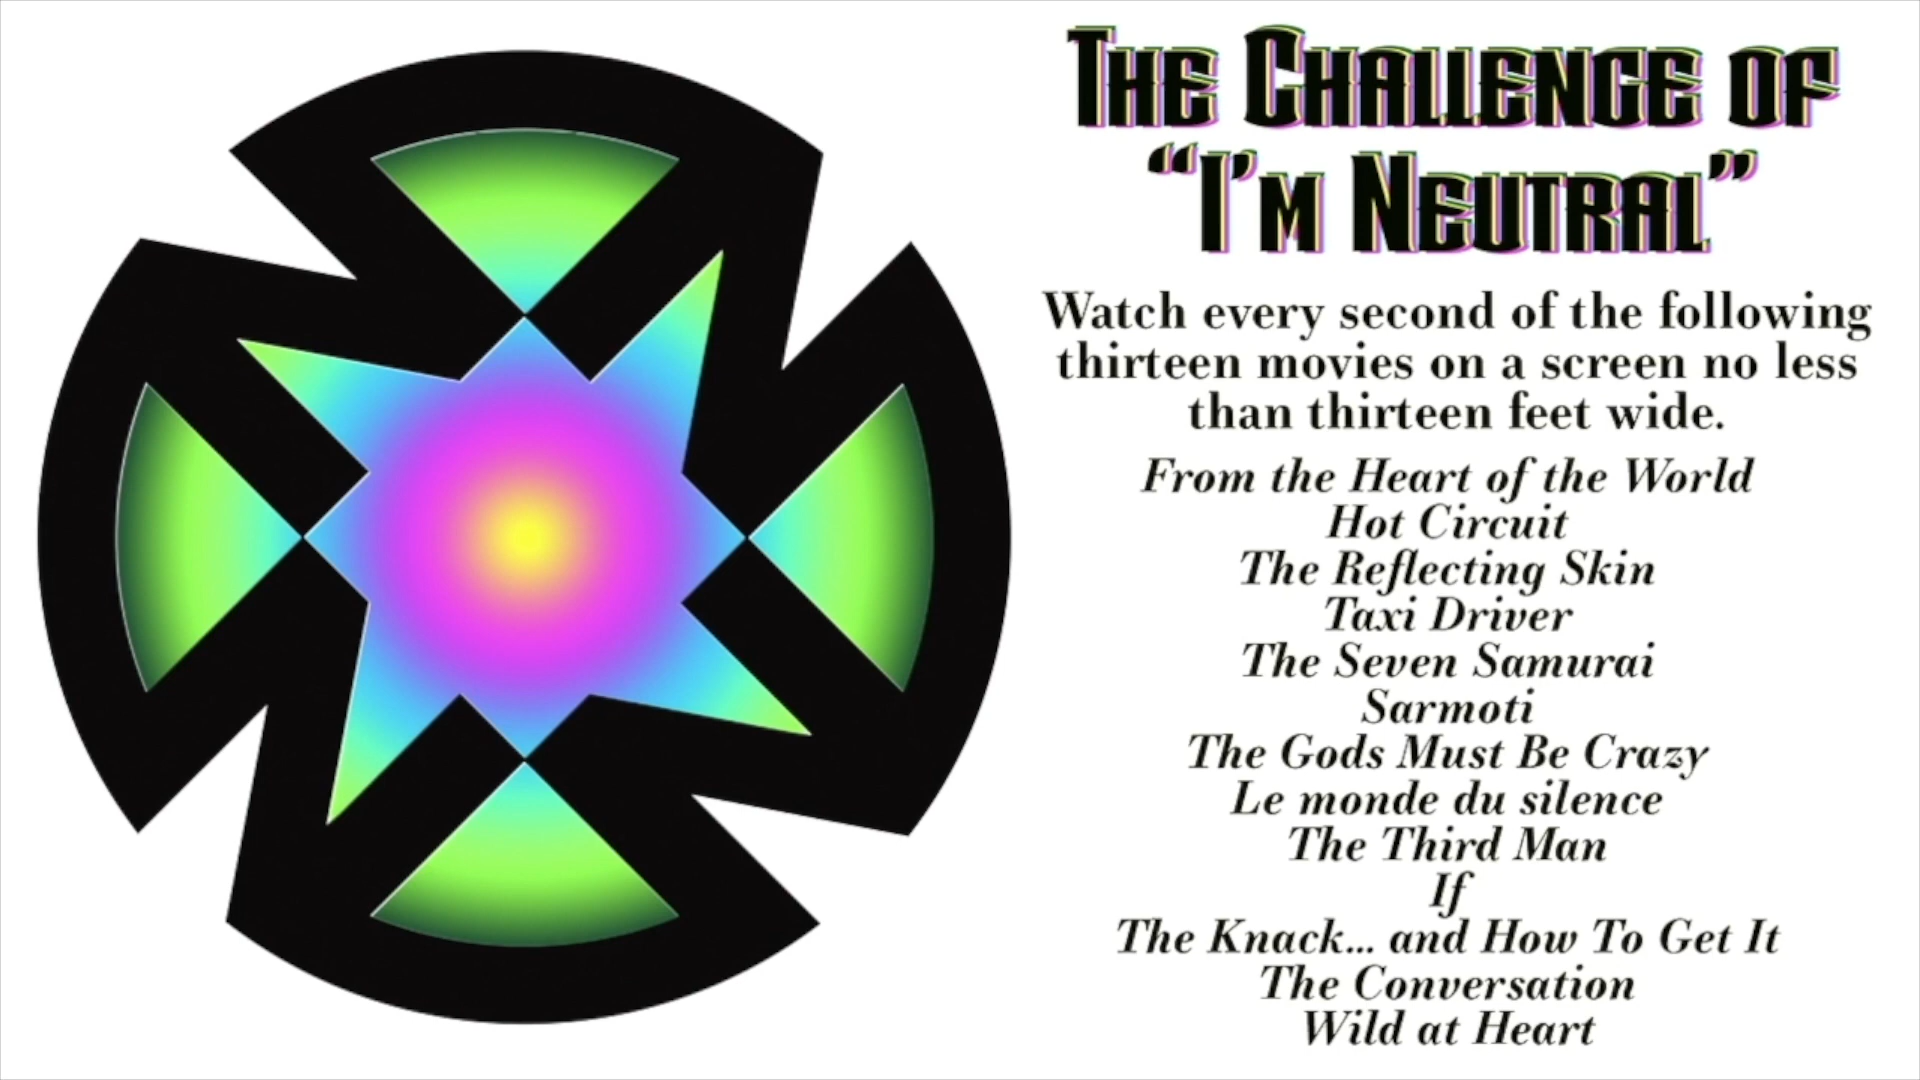 The Challenge of
“I’m Neutral”
Watch every second of the following
thirteen movies on a screen no less
than thirteen feet wide.
From the Heart of the World
Hot Circuit
The Reflecting Skin
Taxi Driver
The Seven Samurai
Sarmoti
The Gods Must Be Crazy
Le monde du silence
The Third Man
If
The Knack... and How To Get It
The Conversation
Wild at Heart